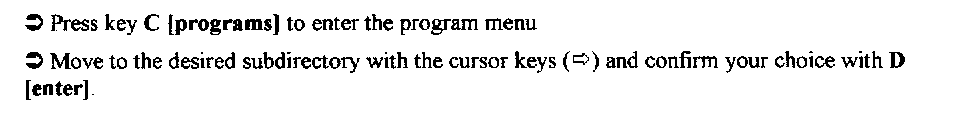 ➲ Press key C [programs] to enter the program menu
➲ Move to the desired subdirectory with the cursor keys (⇨) and confirm your choice with D
[enter].